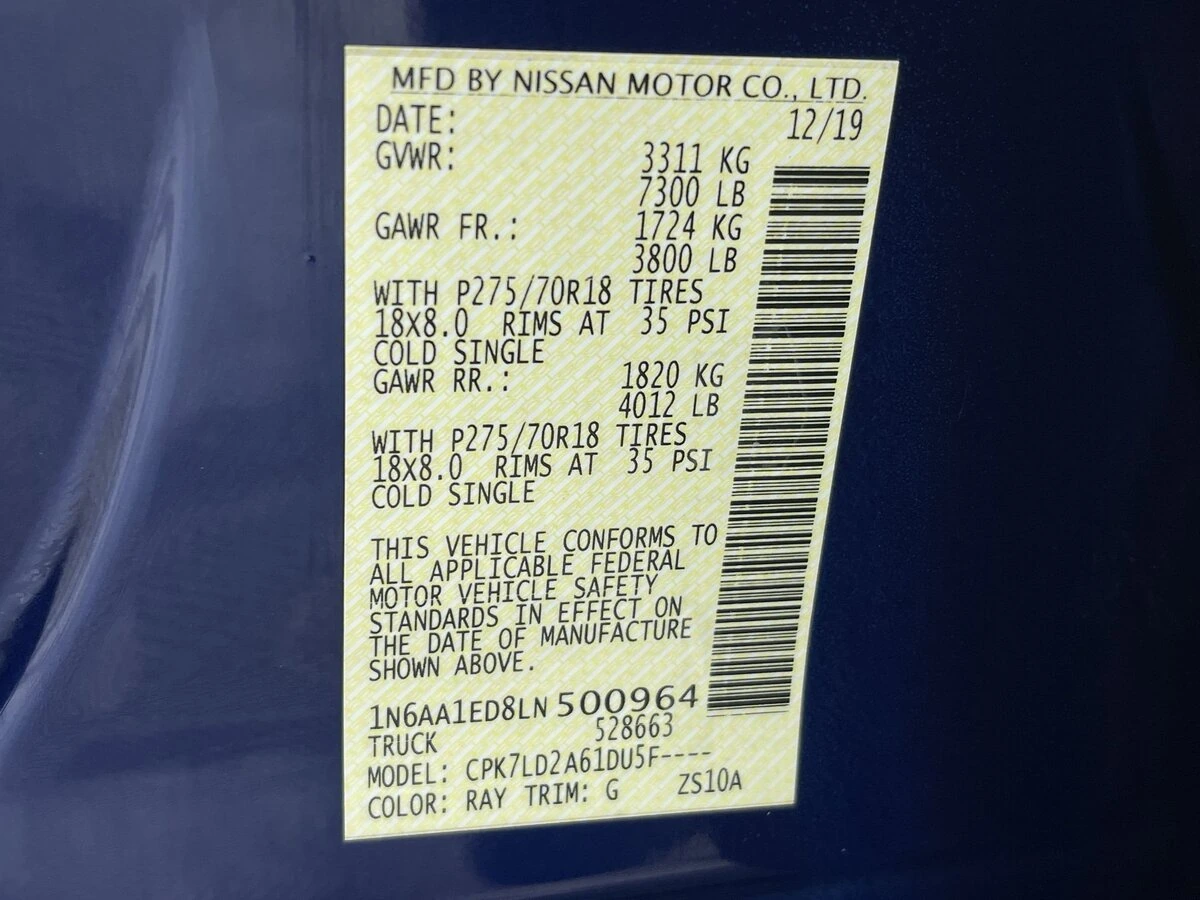 MFD BY NISSAN MOTOR CO., LTD.
DATE: 12/19
GVWR: 3311 KG
7300 LB
GAWR FR.: 1724 KG
3800 LB
WITH P275/70R18 TIRES
18X8.0 RIMS AT 35 PSI
COLD SINGLE
GAWR RR.: 1820 KG
4012 LB
WITH P275/70R18 TIRES
18X8.0 RIMS AT 35 PSI
COLD SINGLE
THIS VEHICLE CONFORMS TO
ALL APPLICABLE FEDERAL
MOTOR VEHICLE SAFETY
STANDARDS IN EFFECT ON
THE DATE OF MANUFACTURE
SHOWN ABOVE.
1N6AA1ED8LN 500964
TRUCK 528663
MODEL: CPK7LD2A61DU5F----
COLOR: RAY TRIM: G ZS10A